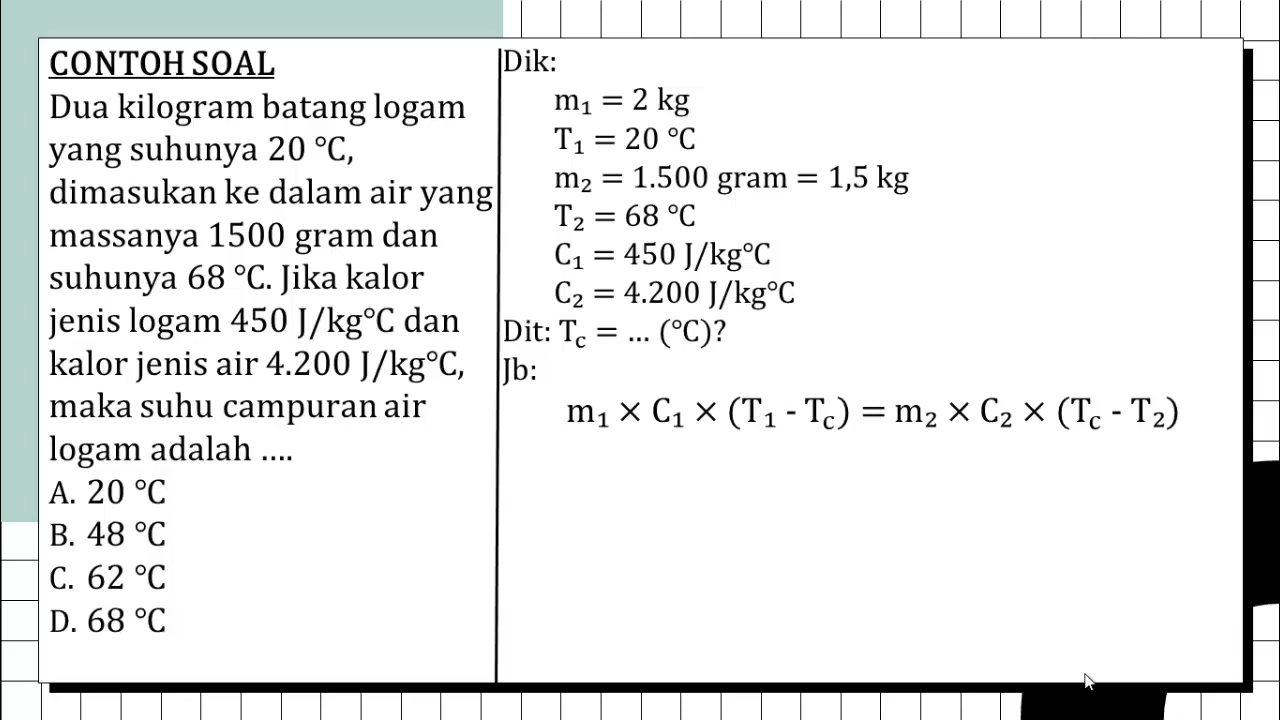 CONTOH SOAL
Dua kilogram batang logam
yang suhunya 20 °C,
dimasukan ke dalam air yang
massanya 1500 gram dan
suhunya 68 °C. Jika kalor
jenis logam 450 J/kg°C dan
kalor jenis air 4.200 J/kg°C,
maka suhu campuran air
logam adalah ....
A. 20 °C
B. 48 °C
C. 62 °C
D. 68 °C
Dik:
m₁ = 2 kg
T₁ = 20 °C
m₂ = 1.500 gram = 1,5 kg
T₂ = 68 °C
C₁ = 450 J/kg°C
C₂ = 4.200 J/kg°C
Dit: Tc = ... (°C)?
Jb:
m₁ × C₁ × (T₁ - Tc) = m₂ × C₂ × (Tc - T₂)